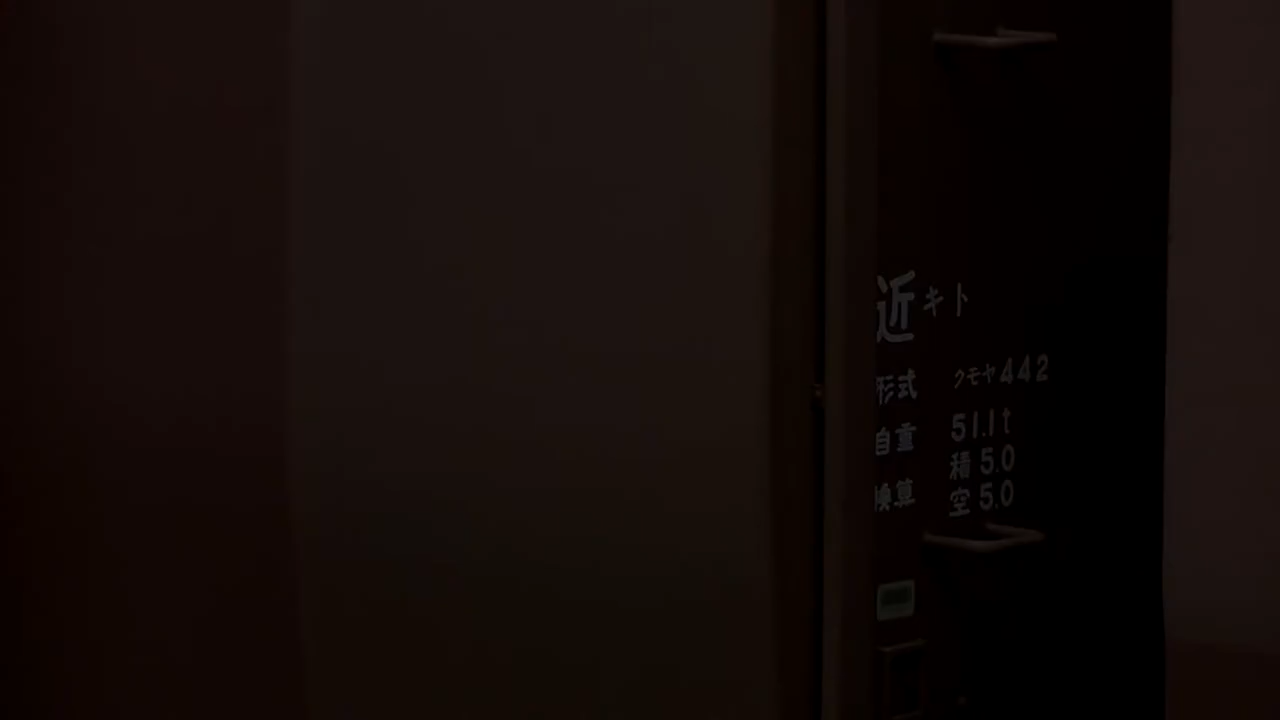 近キト
形式 クモヤ442
自重 51.1t
換算 積 5.0
空 5.0